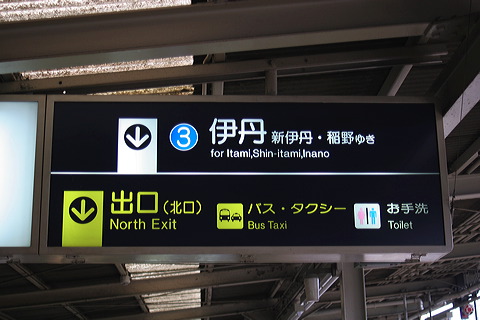 3 伊丹 新伊丹・稲野ゆき
for Itami,Shin-itami,Inano
出口(北口) バス・タクシー お手洗
North Exit Bus Taxi Toilet